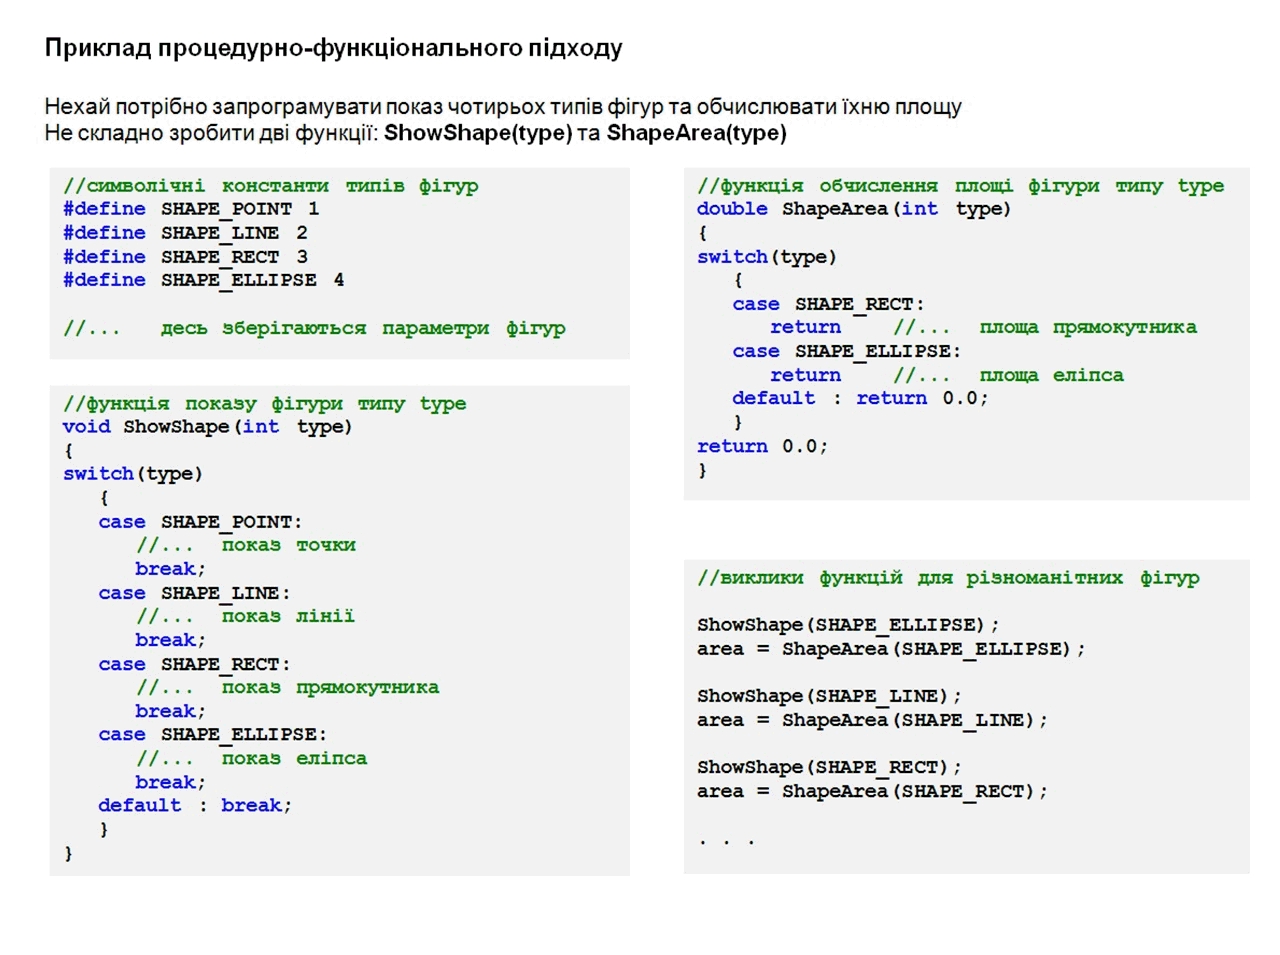 Приклад процедурно-функціонального підходу
Нехай потрібно запрограмувати показ чотирьох типів фігур та обчислювати їхню площу
Не складно зробити дві функції: ShowShape(type) та ShapeArea(type)
//символічні константи типів фігур
#define SHAPE_POINT 1
#define SHAPE_LINE 2
#define SHAPE_RECT 3
#define SHAPE_ELLIPSE 4
//... десь зберігаються параметри фігур
//функція показу фігури типу type
void ShowShape(int type)
{
switch(type)
{
case SHAPE_POINT:
//... показ точки
break;
case SHAPE_LINE:
//... показ лінії
break;
case SHAPE_RECT:
//... показ прямокутника
break;
case SHAPE_ELLIPSE:
//... показ еліпса
break;
default : break;
}
}
//функція обчислення площі фігури типу type
double ShapeArea(int type)
{
switch(type)
{
case SHAPE_RECT:
return //... площа прямокутника
case SHAPE_ELLIPSE:
return //... площа еліпса
default : return 0.0;
}
return 0.0;
}
//виклики функцій для різноманітних фігур
ShowShape(SHAPE_ELLIPSE);
area = ShapeArea(SHAPE_ELLIPSE);
ShowShape(SHAPE_LINE);
area = ShapeArea(SHAPE_LINE);
ShowShape(SHAPE_RECT);
area = ShapeArea(SHAPE_RECT);
. . .